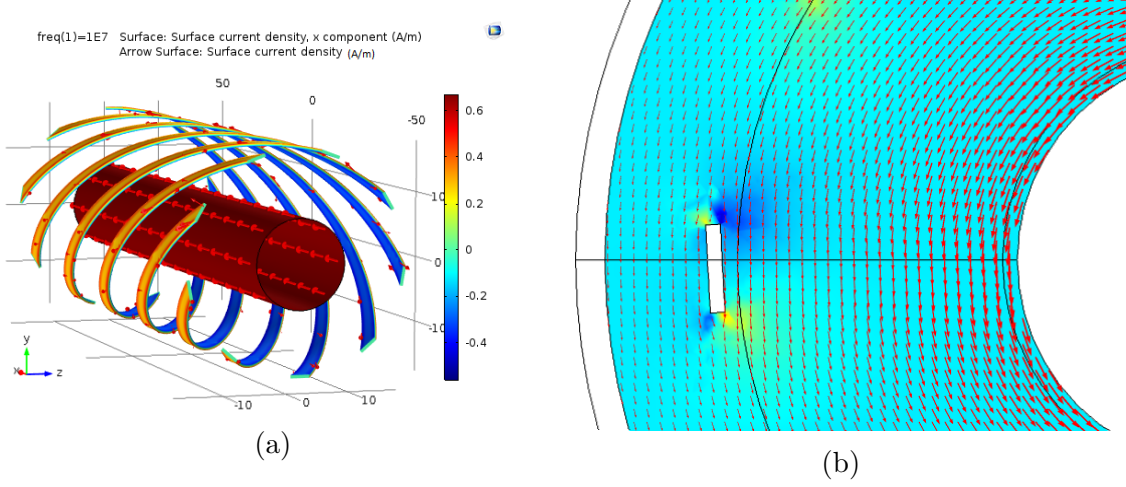 freq(1)=1E7 Surface: Surface current density, x component (A/m)
Arrow Surface: Surface current density (A/m)
50
0
-50
0.6
0.4
0.2
0
-0.2
-0.4
10
0
-10
y
x
z
-10
0
10
(a)
(b)